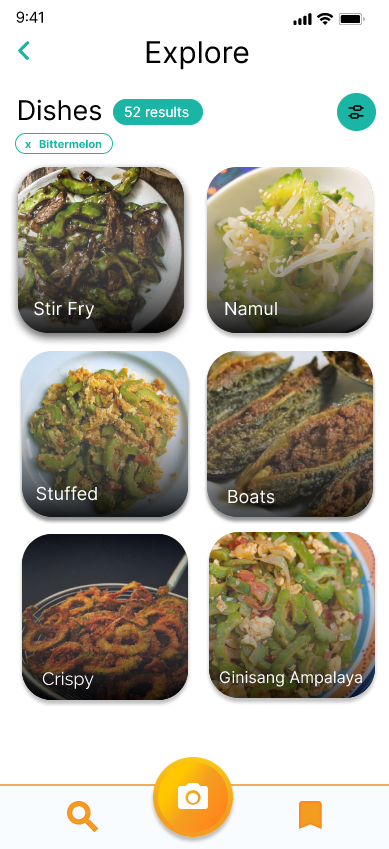 9:41
Explore
Dishes
52 results
x Bittermelon
Stir Fry
Namul
Stuffed
Boats
Crispy
Ginisang Ampalaya